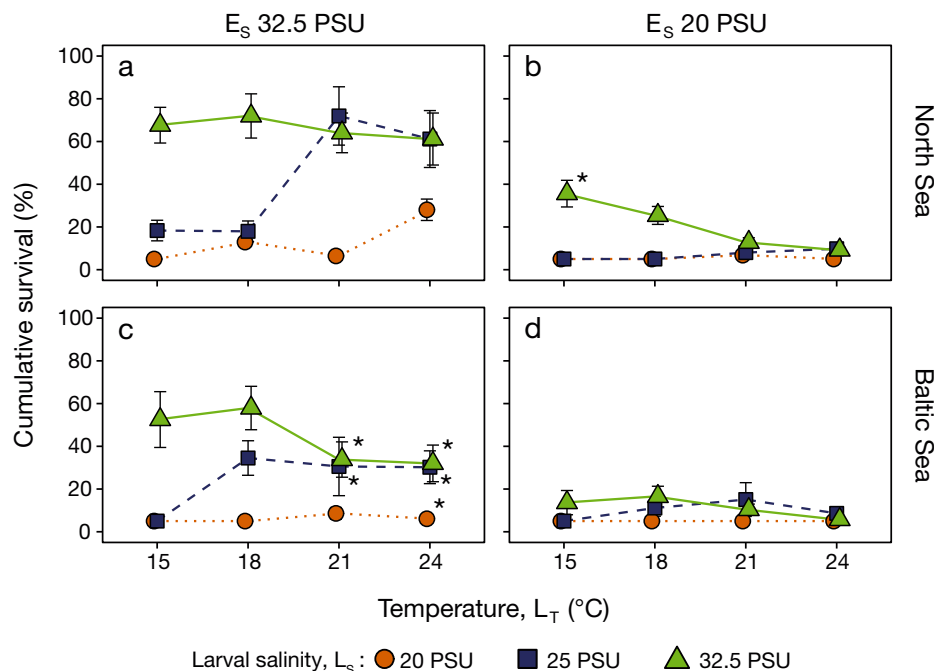 E_S 32.5 PSU
E_S 20 PSU
Cumulative survival (%)
100
80
60
40
20
0
a
b
*
North Sea
100
80
60
40
20
0
c
*
*
*
*
*
d
Baltic Sea
15
18
21
24
15
18
21
24
Temperature, L_T (°C)
Larval salinity, L_S : 20 PSU 25 PSU 32.5 PSU